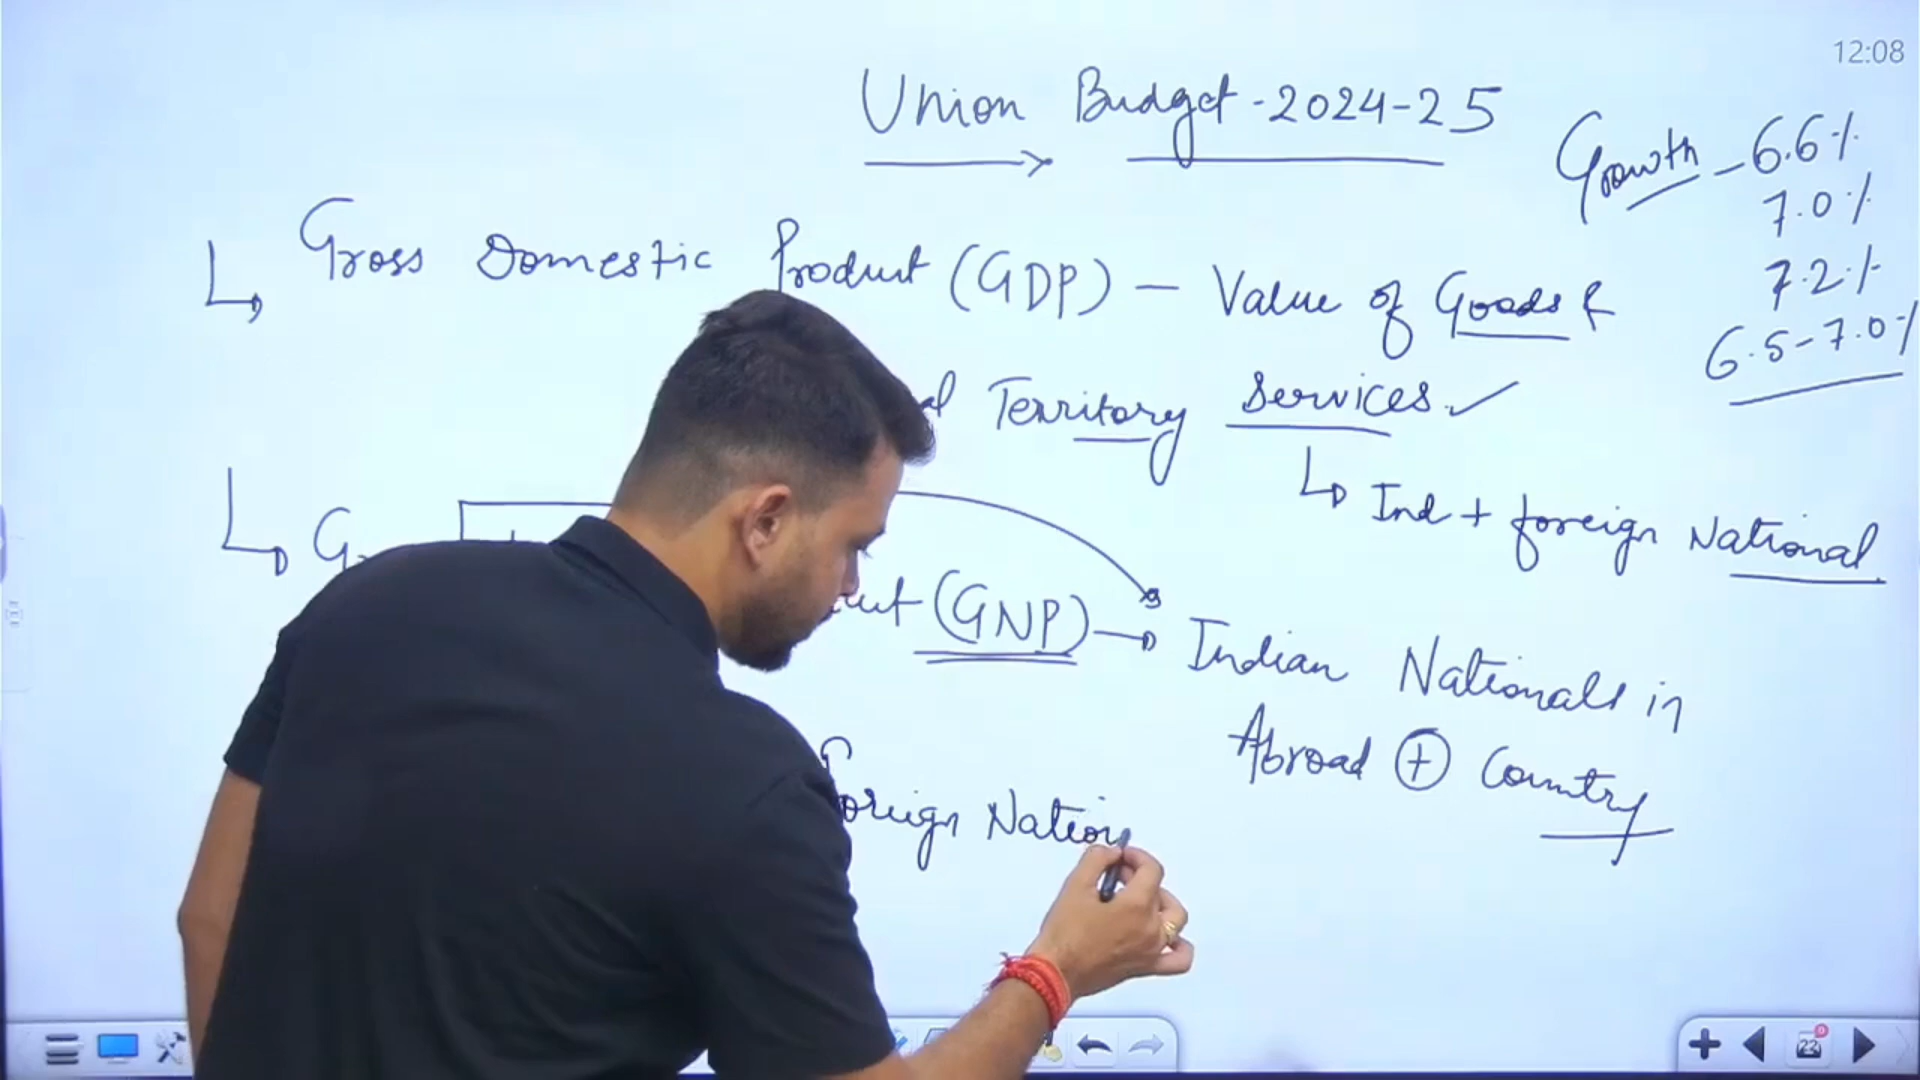 12:08
Union Budget-2024-25
Growth - 6.6%
7.0%
7.2%
6.5-7.0%
Gross Domestic Product (GDP) - Value of Goods &
Territory Services ✓
Ind + foreign National
(GNP) → Indian Nationals in
Abroad + Country
Foreign Nation
23